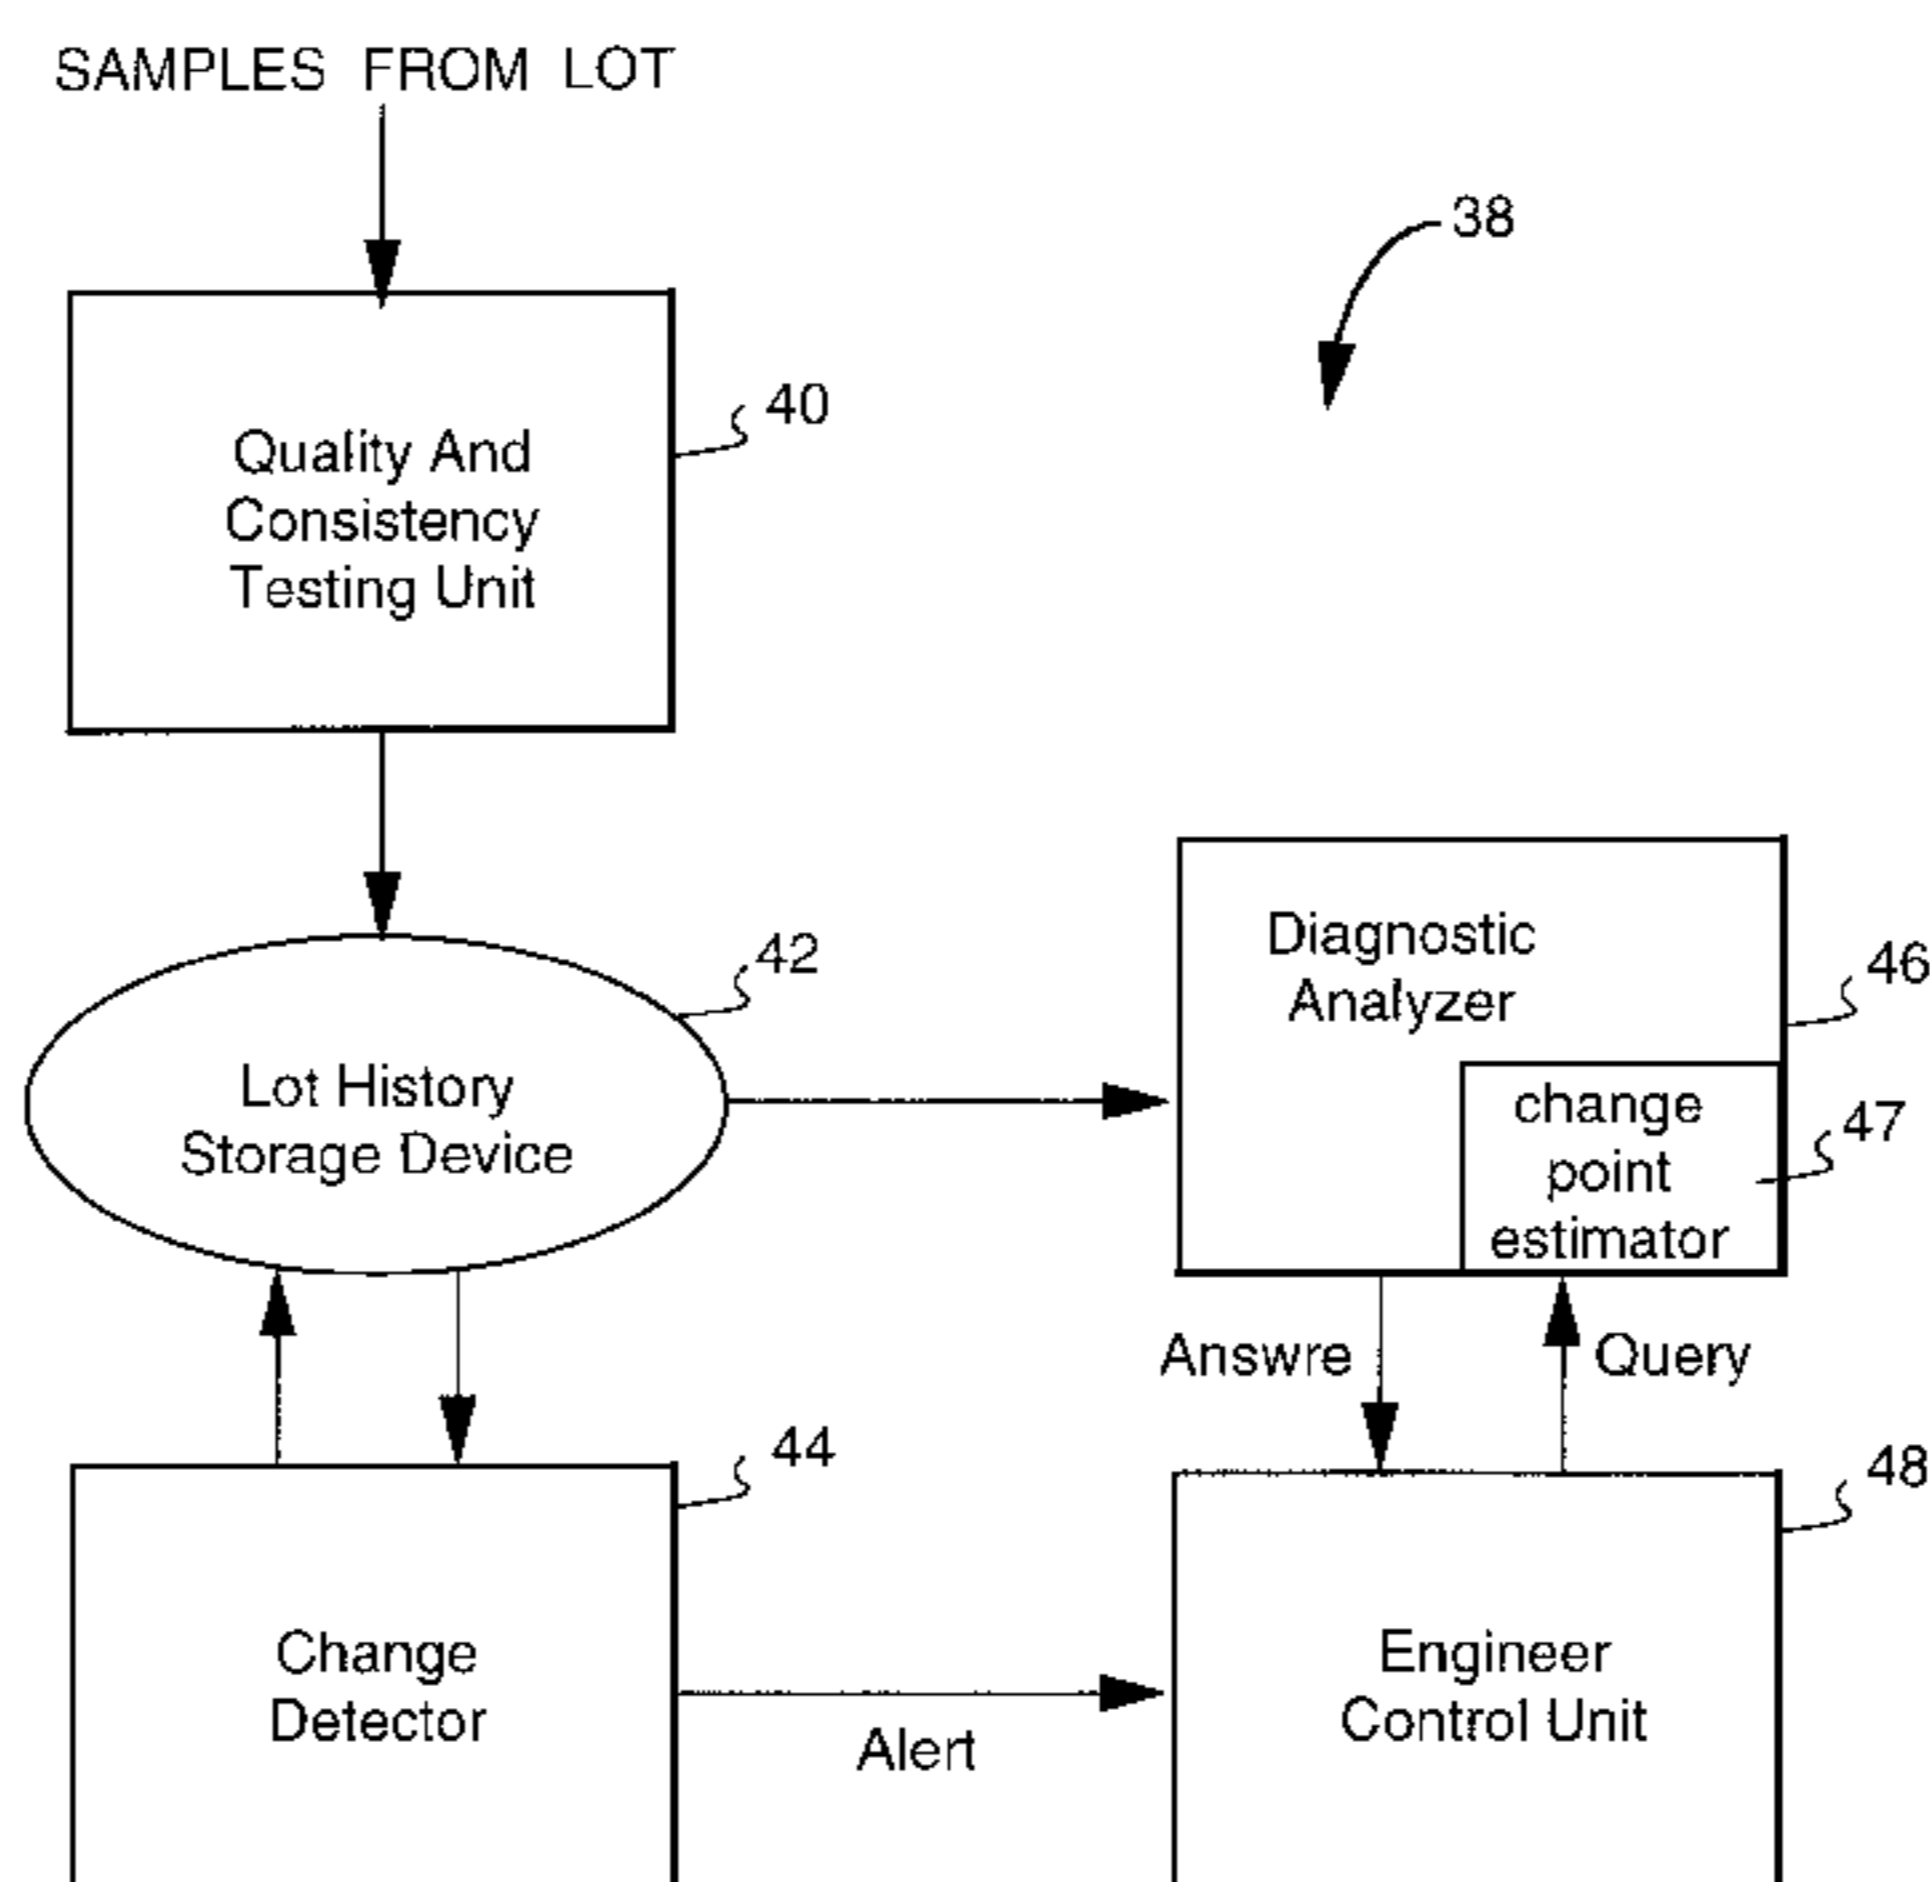 SAMPLES FROM LOT
38
40
Quality And
Consistency
Testing Unit
42
Lot History
Storage Device
46
Diagnostic
Analyzer
47
change
point
estimator
Answre
Query
44
Change
Detector
Alert
48
Engineer
Control Unit